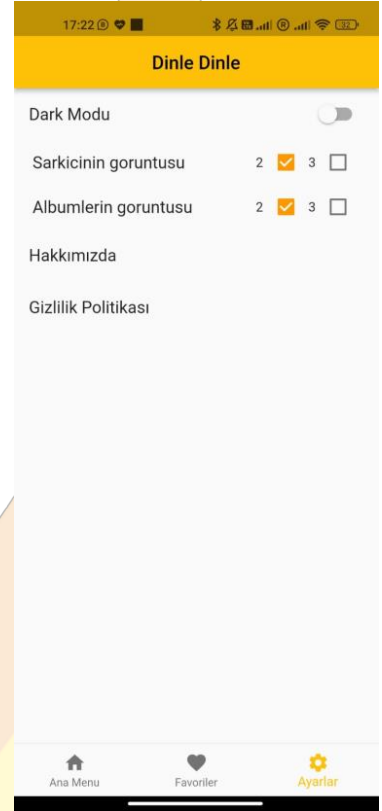 17:22
Dinle Dinle
Dark Modu
Sarkicinin goruntusu 2 3
Albumlerin goruntusu 2 3
Hakkımızda
Gizlilik Politikası
Ana Menu Favoriler Ayarlar